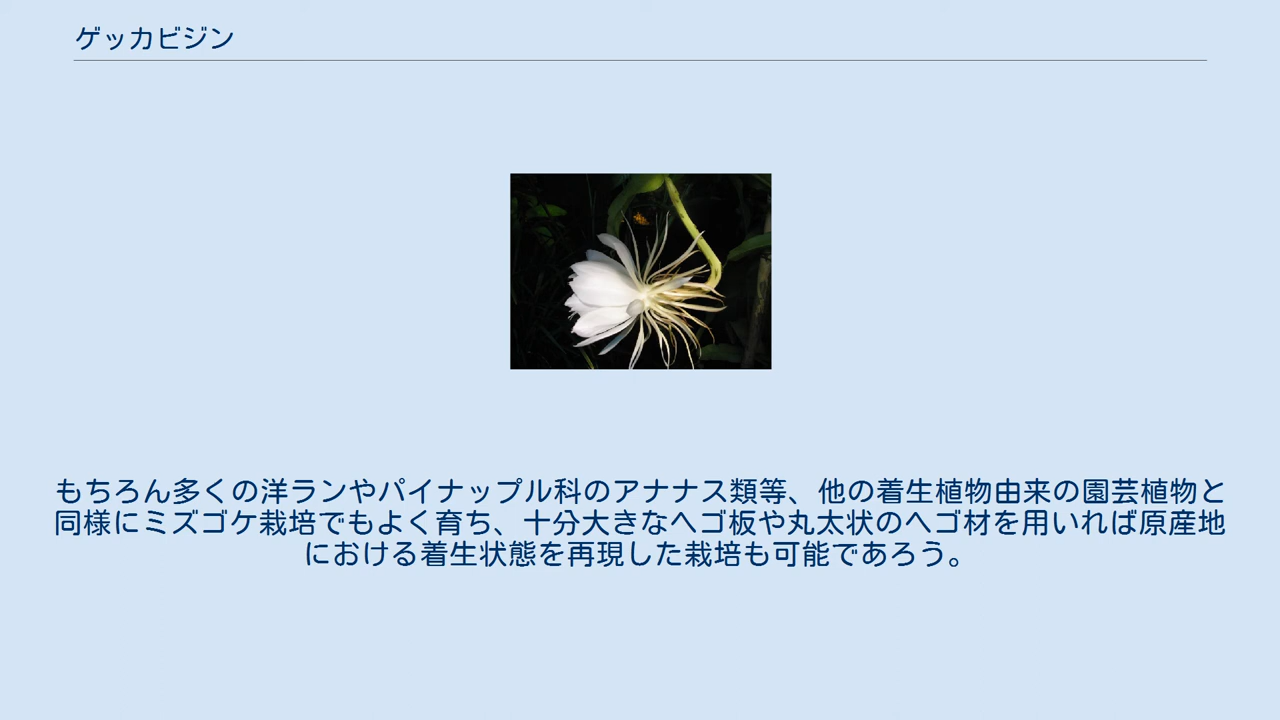 ゲッカビジン
もちろん多くの洋ランやパイナップル科のアナナス類等、他の着生植物由来の園芸植物と
同様にミズゴケ栽培でもよく育ち、十分大きなヘゴ板や丸太状のヘゴ材を用いれば原産地
における着生状態を再現した栽培も可能であろう。